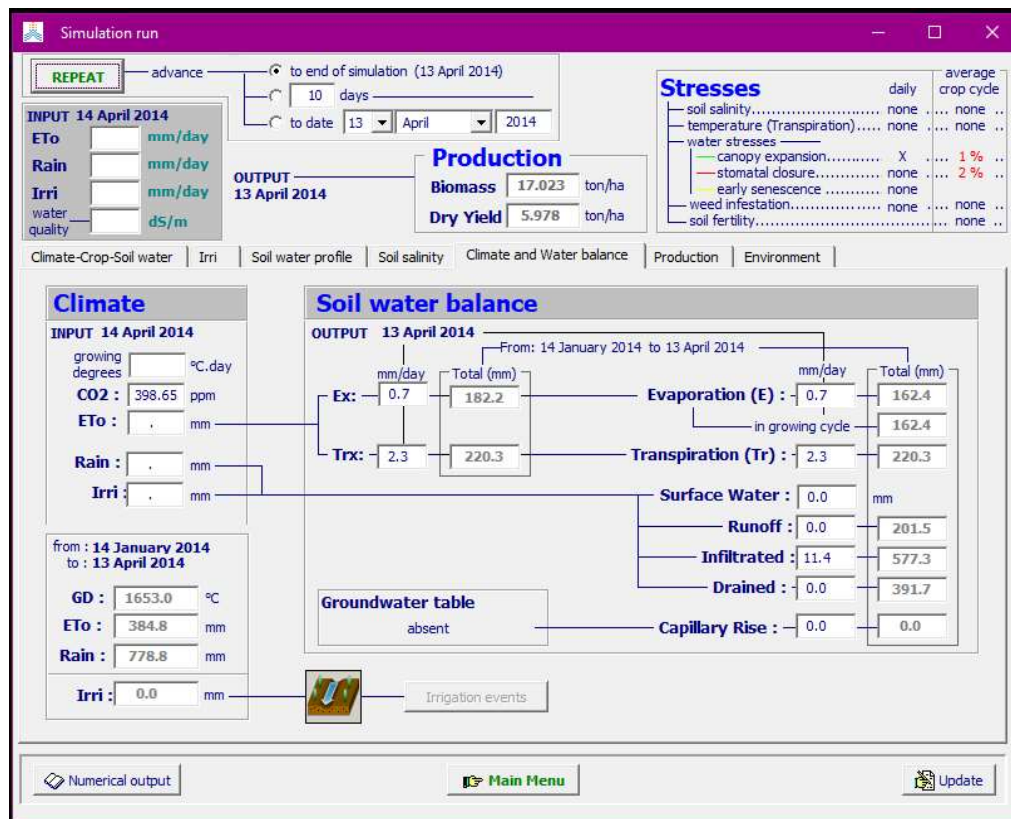 Simulation run
REPEAT
advance
to end of simulation (13 April 2014)
10 days
to date 13 April 2014
INPUT 14 April 2014
ETo mm/day
Rain mm/day
Irri mm/day
water
quality dS/m
OUTPUT
13 April 2014
Production
Biomass 17.023 ton/ha
Dry Yield 5.978 ton/ha
Stresses
daily
average
crop cycle
soil salinity none none
temperature (Transpiration) none none
water stresses
canopy expansion X 1 %
stomatal closure none 2 %
early senescence none
weed infestation none none
soil fertility none
Climate-Crop-Soil water Irri Soil water profile Soil salinity Climate and Water balance Production Environment
Climate
INPUT 14 April 2014
growing
degrees °C.day
CO2 : 398.65 ppm
ETo : . mm
Rain : . mm
Irri : . mm
from : 14 January 2014
to : 13 April 2014
GD : 1653.0 °C
ETo : 384.8 mm
Rain : 778.8 mm
Irri : 0.0 mm
Soil water balance
OUTPUT 13 April 2014
From: 14 January 2014 to 13 April 2014
mm/day Total (mm) mm/day Total (mm)
Ex: 0.7 182.2 Evaporation (E) : 0.7 162.4
in growing cycle 162.4
Trx: 2.3 220.3 Transpiration (Tr) : 2.3 220.3
Surface Water : 0.0 mm
Runoff : 0.0 201.5
Infiltrated : 11.4 577.3
Drained : 0.0 391.7
Groundwater table
absent
Capillary Rise : 0.0 0.0
Irrigation events
Numerical output
Main Menu
Update